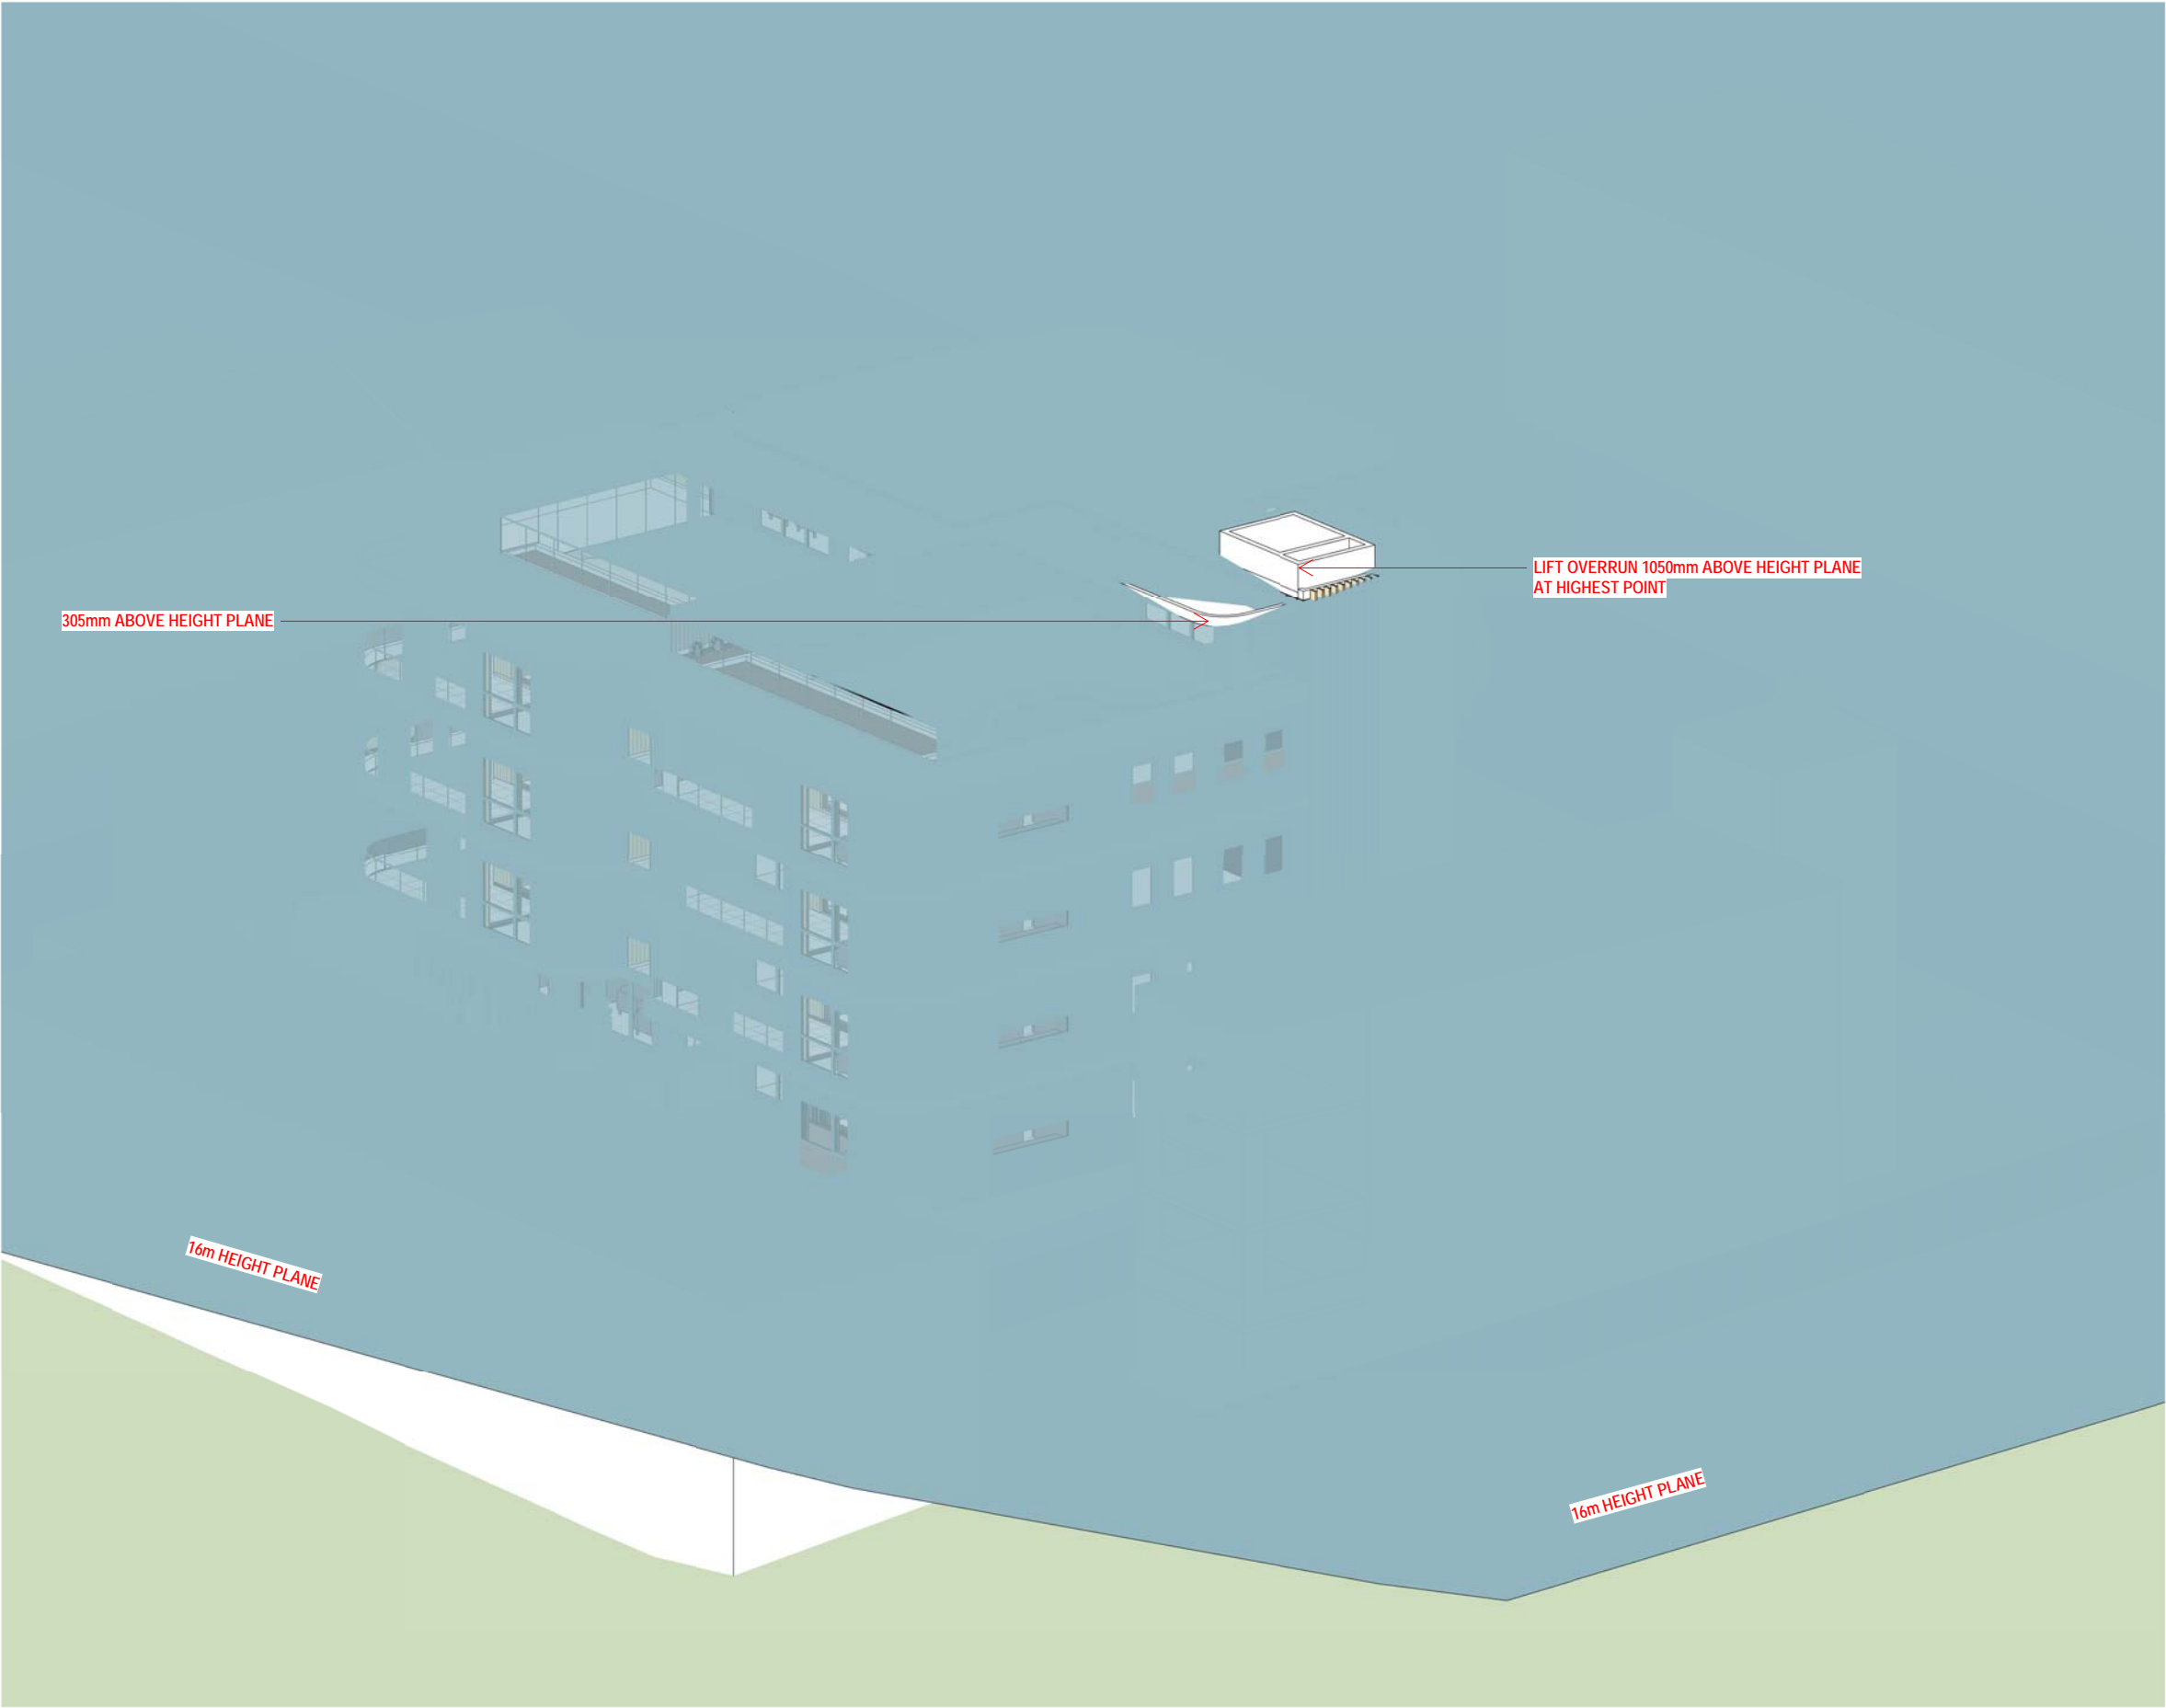 LIFT OVERRUN 1050mm ABOVE HEIGHT PLANE
AT HIGHEST POINT
305mm ABOVE HEIGHT PLANE
16m HEIGHT PLANE
16m HEIGHT PLANE